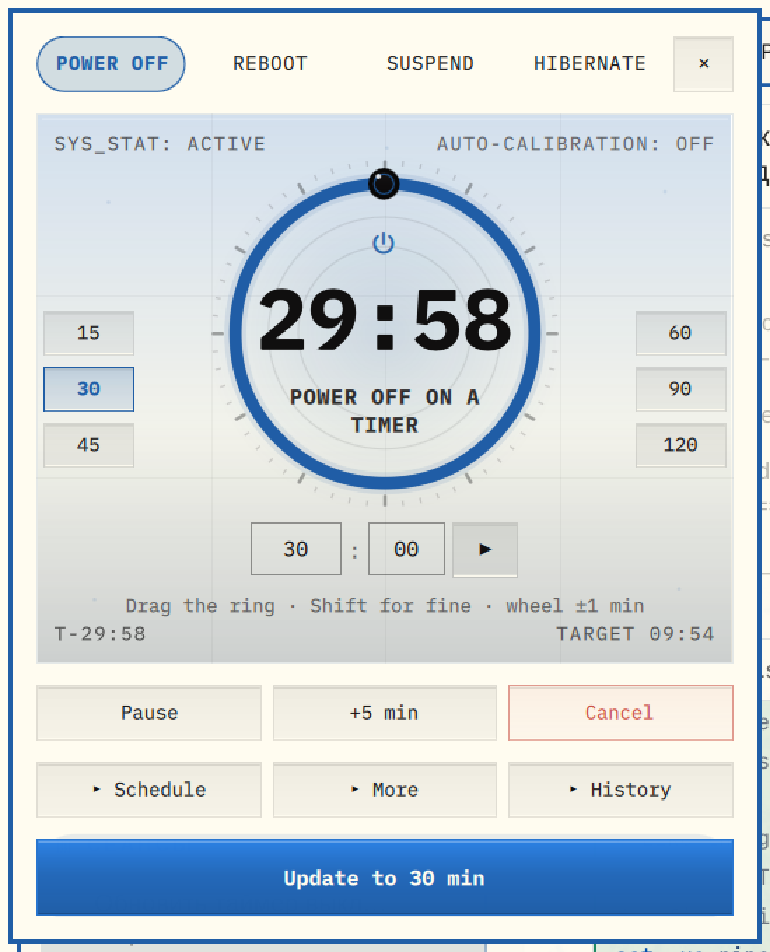 POWER OFF REBOOT SUSPEND HIBERNATE ×
SYS_STAT: ACTIVE AUTO-CALIBRATION: OFF
29:58
15 60
30 90
POWER OFF ON A
TIMER
45 120
30 : 00 ▶
Drag the ring · Shift for fine · wheel ±1 min
T-29:58 TARGET 09:54
Pause +5 min Cancel
▸ Schedule ▸ More ▸ History
Update to 30 min